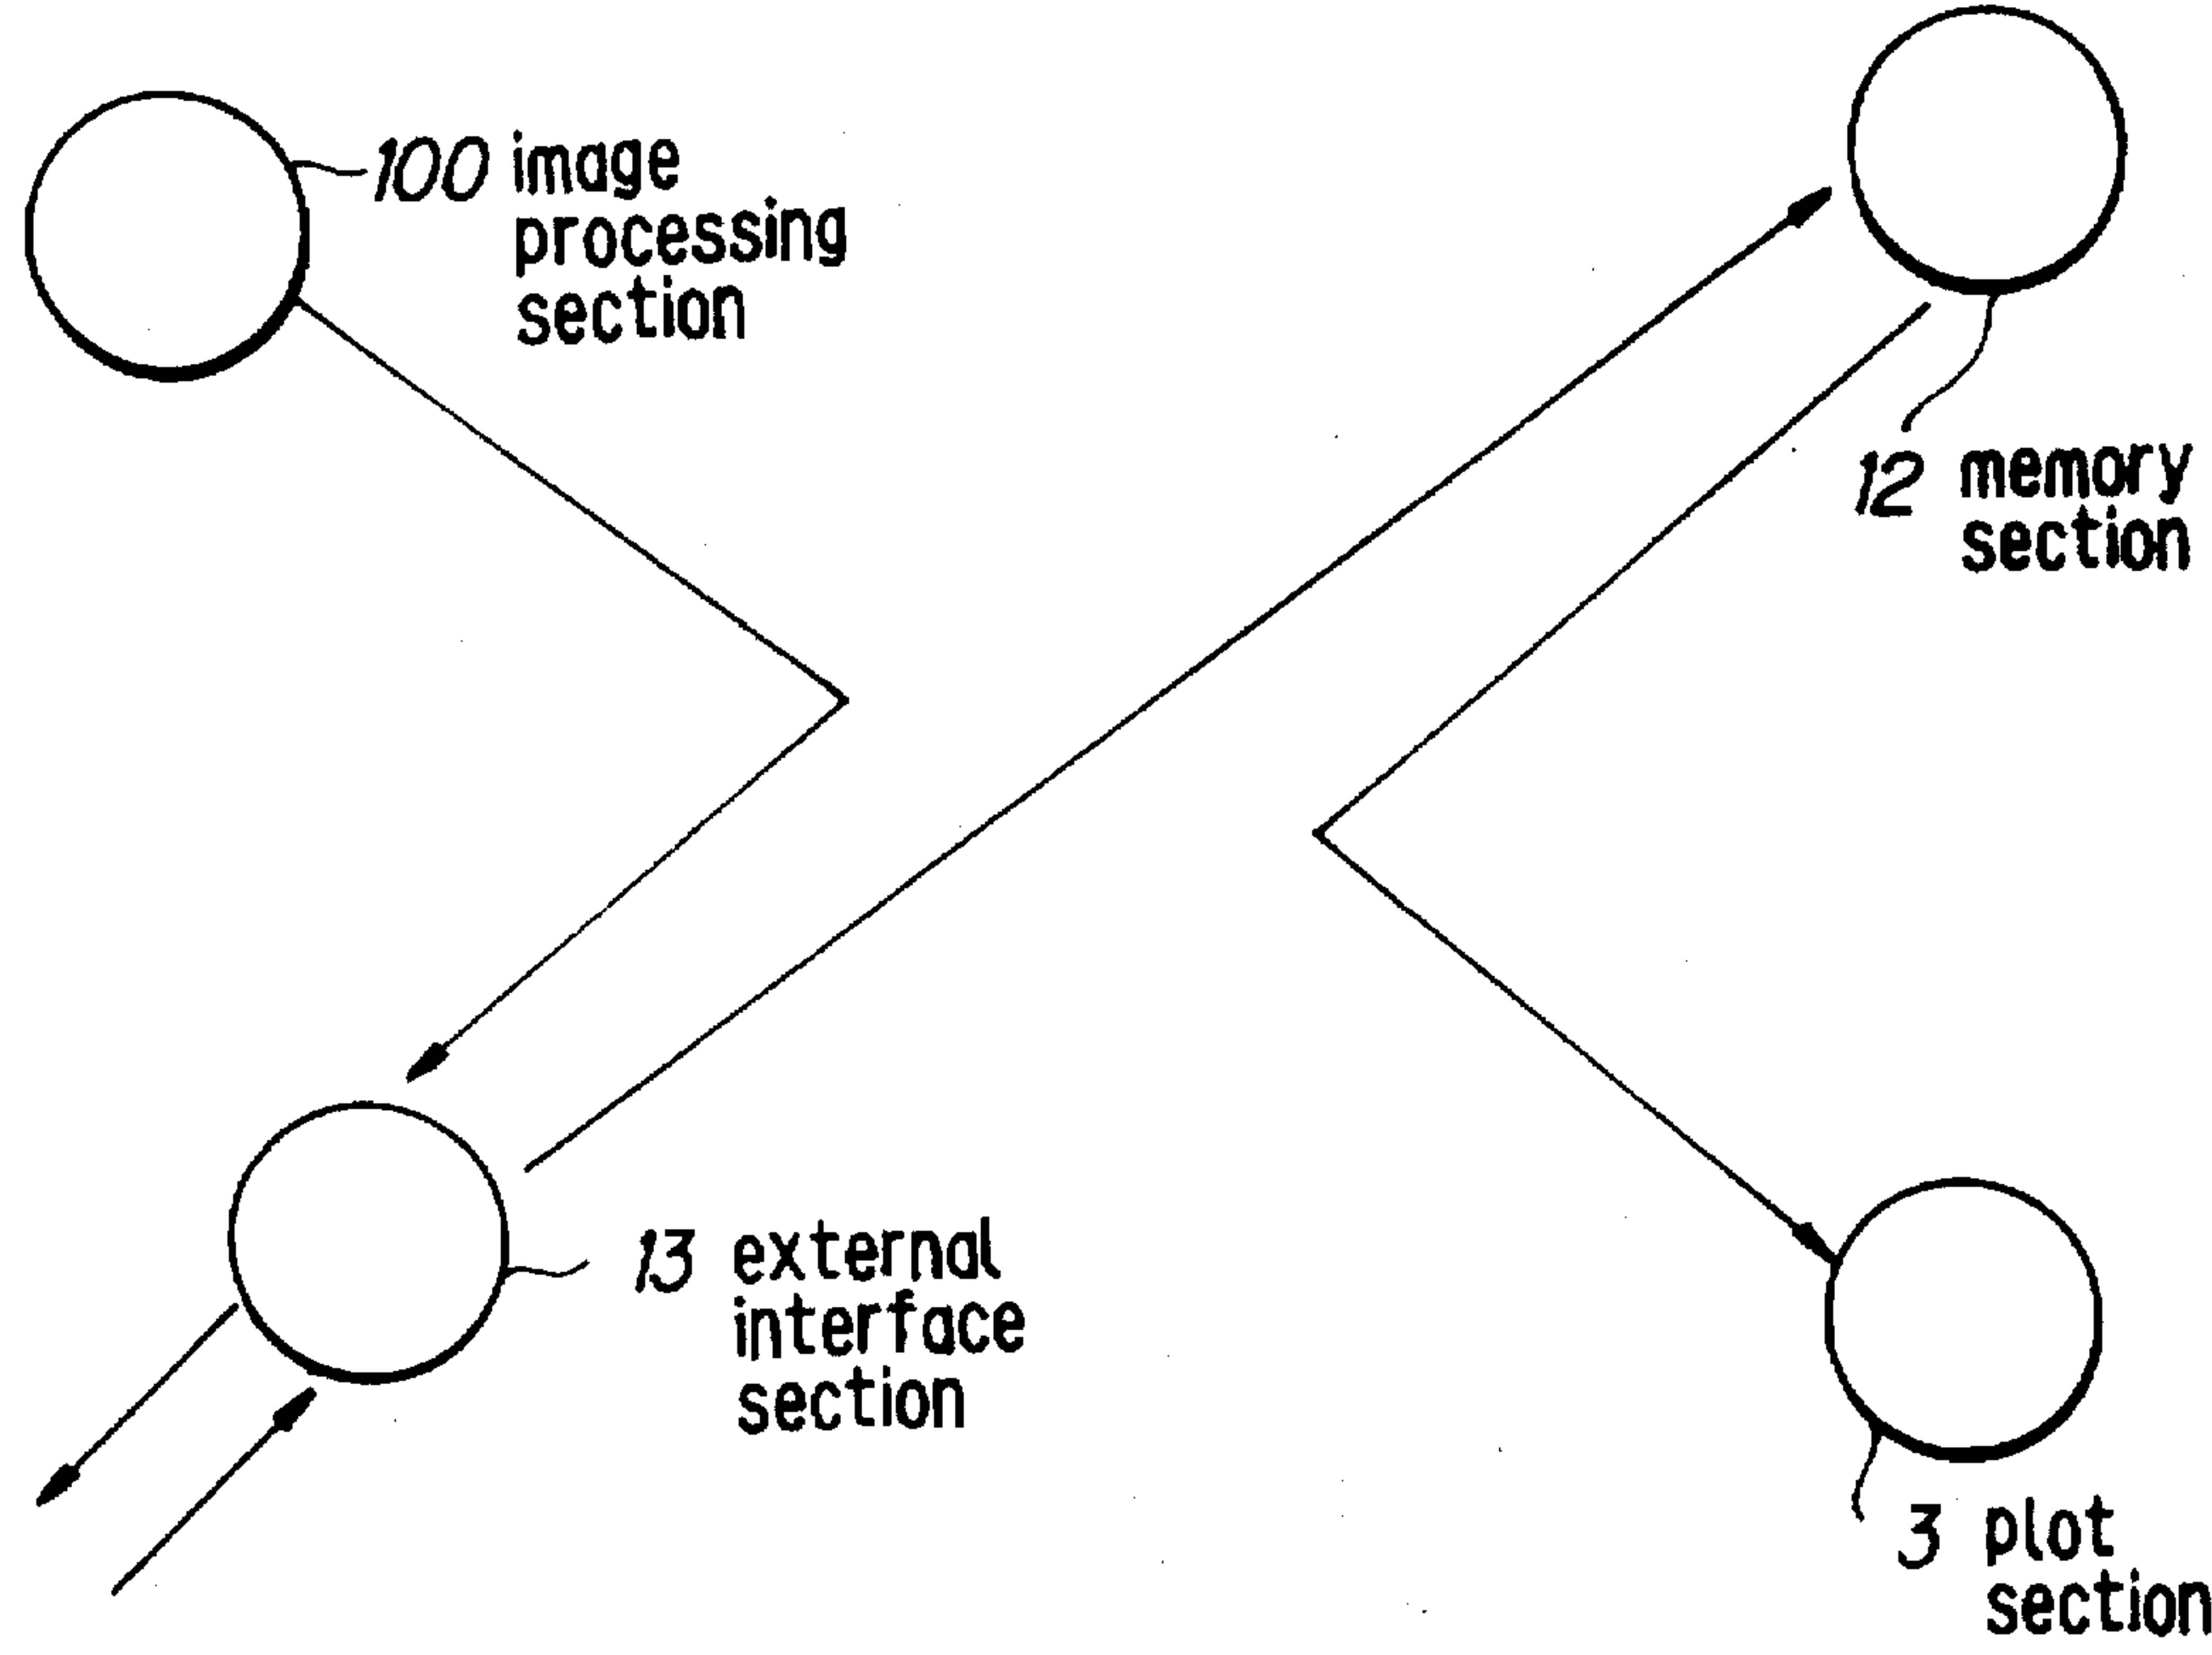 100 image
processing
section
12 memory
section
13 external
interface
section
3 plot
section